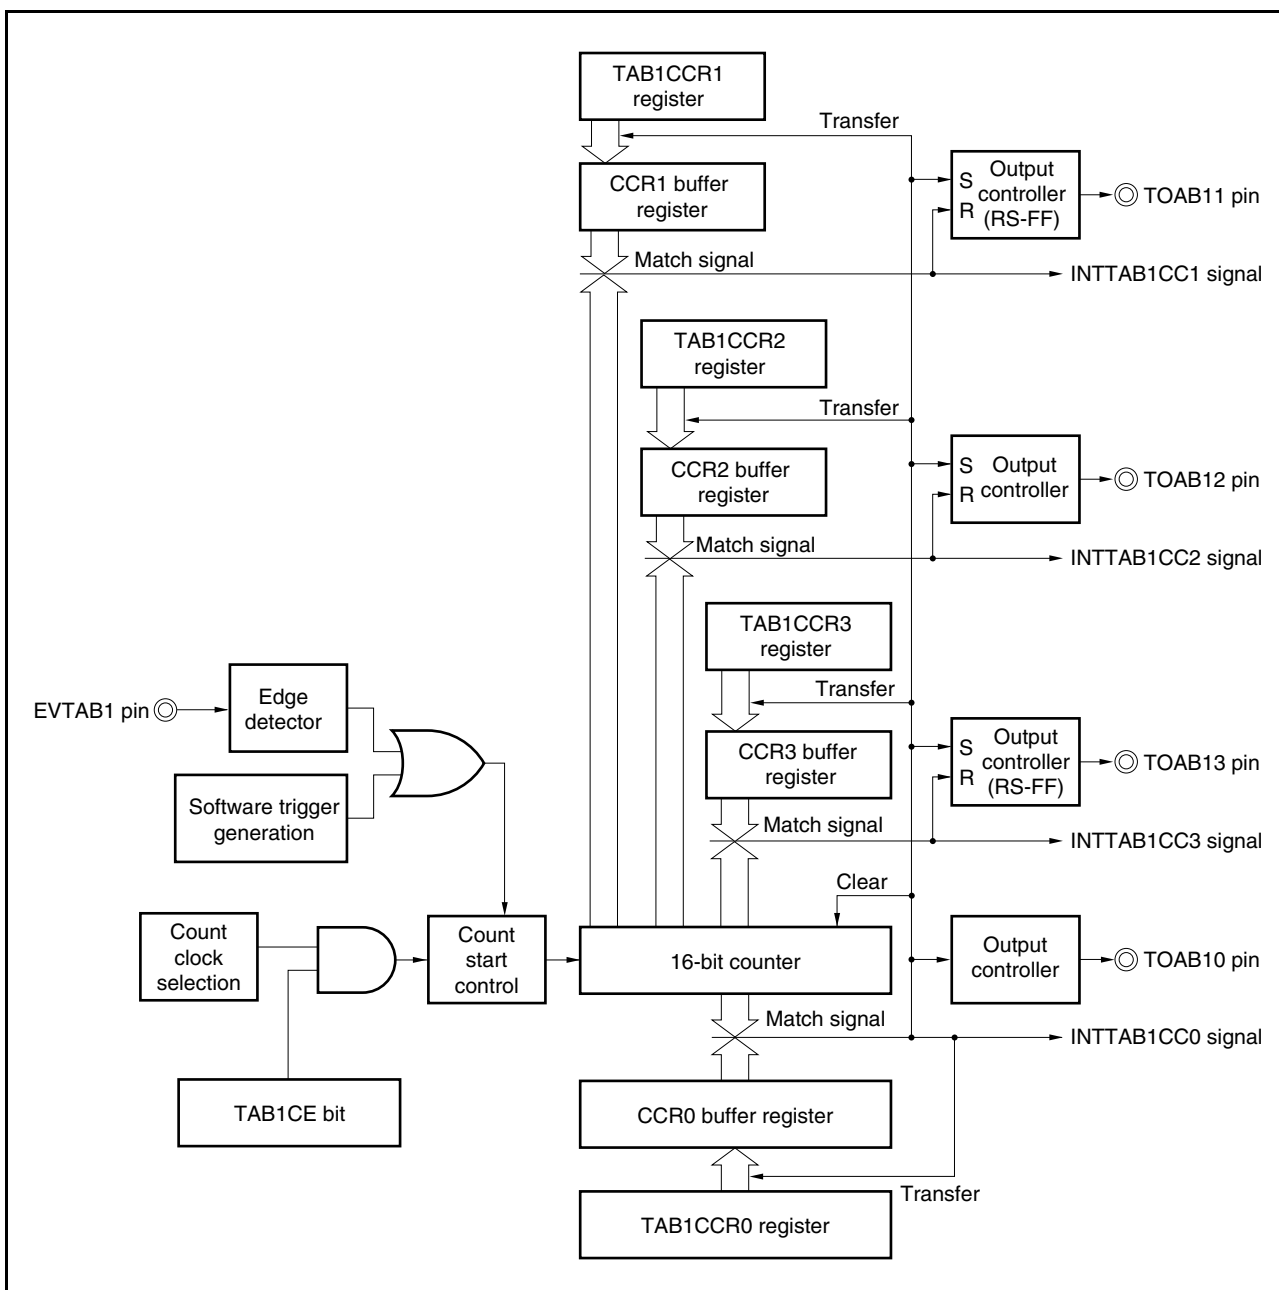 TAB1CCR1
register
Transfer
CCR1 buffer
register
S
R
Output
controller
(RS-FF)
TOAB11 pin
Match signal
INTTAB1CC1 signal
TAB1CCR2
register
Transfer
CCR2 buffer
register
S
R
Output
controller
TOAB12 pin
Match signal
INTTAB1CC2 signal
TAB1CCR3
register
Transfer
EVTAB1 pin
Edge
detector
CCR3 buffer
register
S
R
Output
controller
(RS-FF)
TOAB13 pin
Software trigger
generation
Match signal
INTTAB1CC3 signal
Clear
Count
clock
selection
Count
start
control
16-bit counter
Output
controller
TOAB10 pin
Match signal
INTTAB1CC0 signal
TAB1CE bit
CCR0 buffer register
Transfer
TAB1CCR0 register